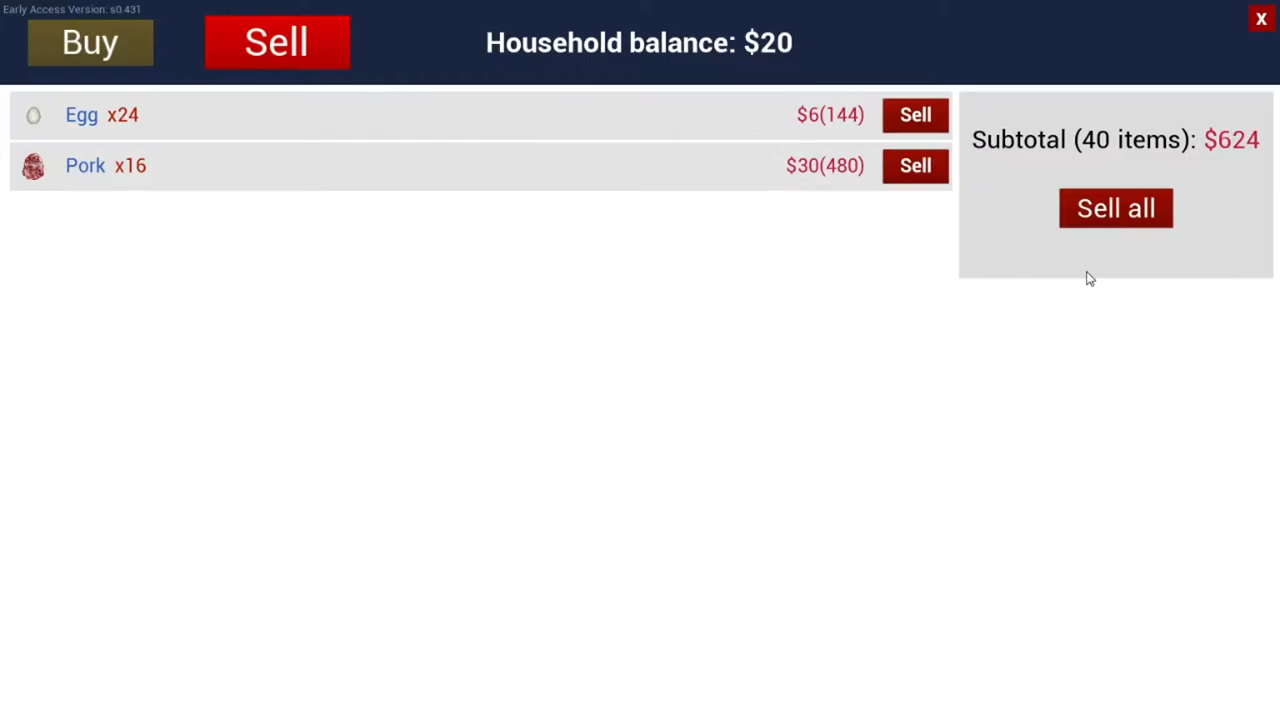 Early Access Version: s0.431
Buy Sell Household balance: $20 x
Egg x24 $6(144) Sell
Pork x16 $30(480) Sell
Subtotal (40 items): $624
Sell all